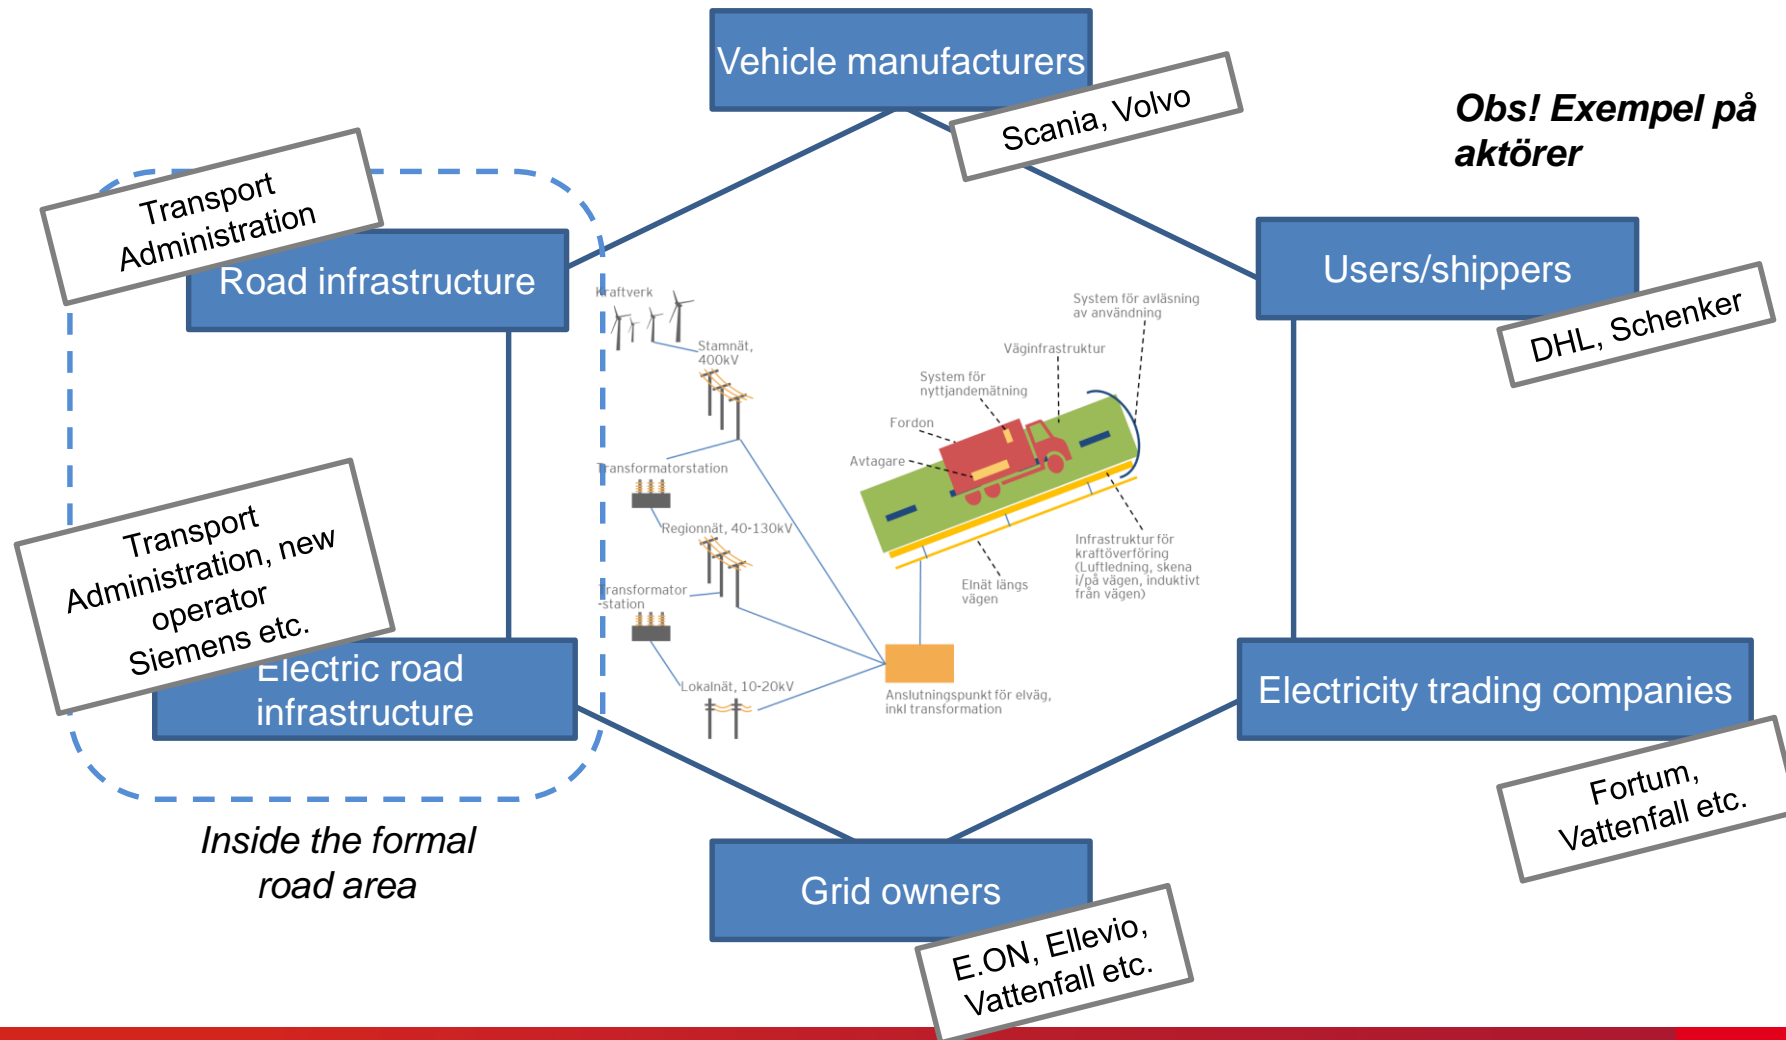 Vehicle manufacturers
Scania, Volvo
Obs! Exempel på
aktörer
Transport
Administration
Road infrastructure
Users/shippers
DHL, Schenker
Kraftverk
Stamnät,
400kV
Transformatorstation
Regionnät, 40-130kV
Transformator
-station
Lokalnät, 10-20kV
System för avläsning
av användning
Väginfrastruktur
System för
nyttjandemätning
Fordon
Avtagare
Infrastruktur för
kraftöverföring
(Luftledning, skena
i/på vägen, induktivt
från vägen)
Elnät längs
vägen
Anslutningspunkt för elväg,
inkl transformation
Transport
Administration, new
operator
Siemens etc.
Electric road
infrastructure
Electricity trading companies
Fortum,
Vattenfall etc.
Inside the formal
road area
Grid owners
E.ON, Ellevio,
Vattenfall etc.